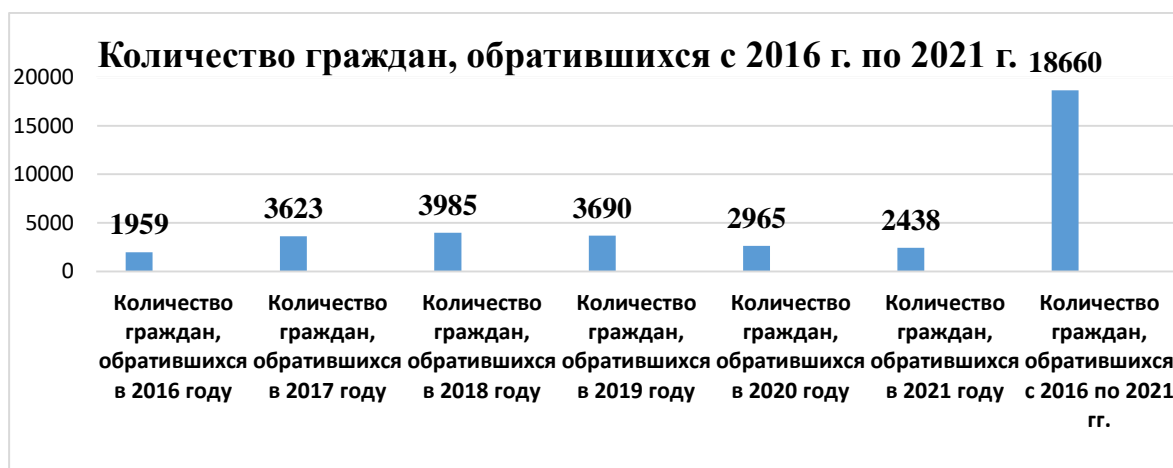 Количество граждан, обратившихся с 2016 г. по 2021 г.
18660
20000
15000
10000
5000
0
1959
3623
3985
3690
2965
2438
Количество
граждан,
обратившихся
в 2016 году
Количество
граждан,
обратившихся
в 2017 году
Количество
граждан,
обратившихся
в 2018 году
Количество
граждан,
обратившихся
в 2019 году
Количество
граждан,
обратившихся
в 2020 году
Количество
граждан,
обратившихся
в 2021 году
Количество
граждан,
обратившихся
с 2016 по 2021
гг.